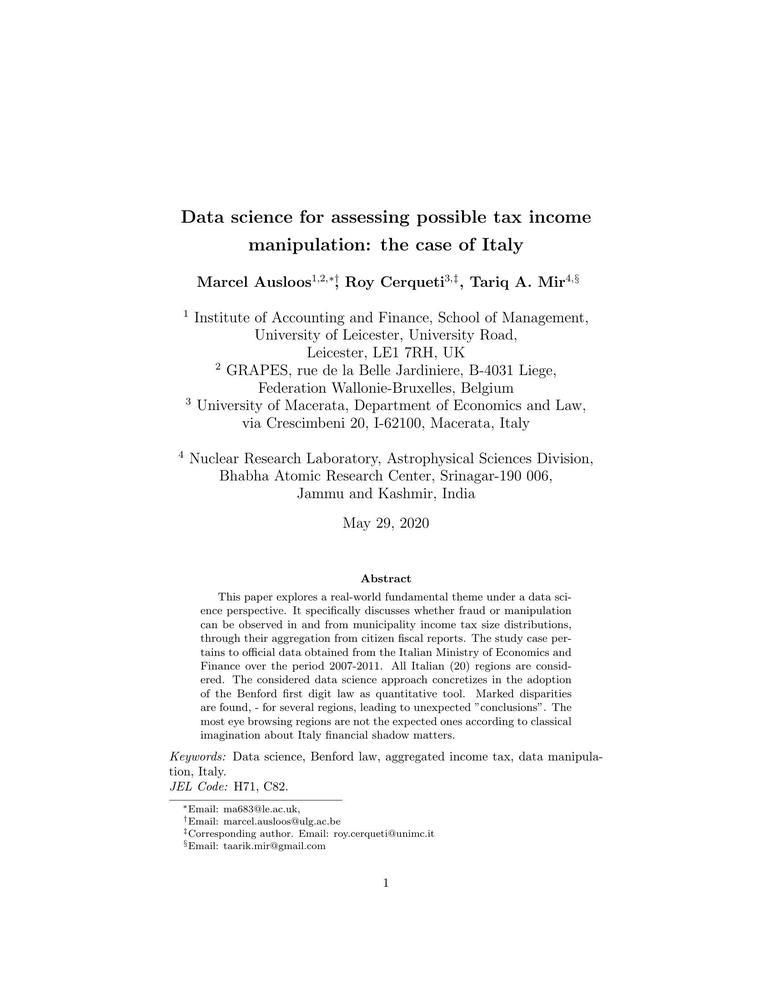 Data science for assessing possible tax income
manipulation: the case of Italy
Marcel Ausloos1,2,∗†, Roy Cerqueti3,‡, Tariq A. Mir4,§
1 Institute of Accounting and Finance, School of Management,
University of Leicester, University Road,
Leicester, LE1 7RH, UK
2 GRAPES, rue de la Belle Jardiniere, B-4031 Liege,
Federation Wallonie-Bruxelles, Belgium
3 University of Macerata, Department of Economics and Law,
via Crescimbeni 20, I-62100, Macerata, Italy
4 Nuclear Research Laboratory, Astrophysical Sciences Division,
Bhabha Atomic Research Center, Srinagar-190 006,
Jammu and Kashmir, India
May 29, 2020
Abstract
This paper explores a real-world fundamental theme under a data sci-
ence perspective. It specifically discusses whether fraud or manipulation
can be observed in and from municipality income tax size distributions,
through their aggregation from citizen fiscal reports. The study case per-
tains to official data obtained from the Italian Ministry of Economics and
Finance over the period 2007-2011. All Italian (20) regions are consid-
ered. The considered data science approach concretizes in the adoption
of the Benford first digit law as quantitative tool. Marked disparities
are found, - for several regions, leading to unexpected ”conclusions”. The
most eye browsing regions are not the expected ones according to classical
imagination about Italy financial shadow matters.
Keywords: Data science, Benford law, aggregated income tax, data manipula-
tion, Italy.
JEL Code: H71, C82.
∗Email: ma683@le.ac.uk,
†Email: marcel.ausloos@ulg.ac.be
‡Corresponding author. Email: roy.cerqueti@unimc.it
§Email: taarik.mir@gmail.com
1